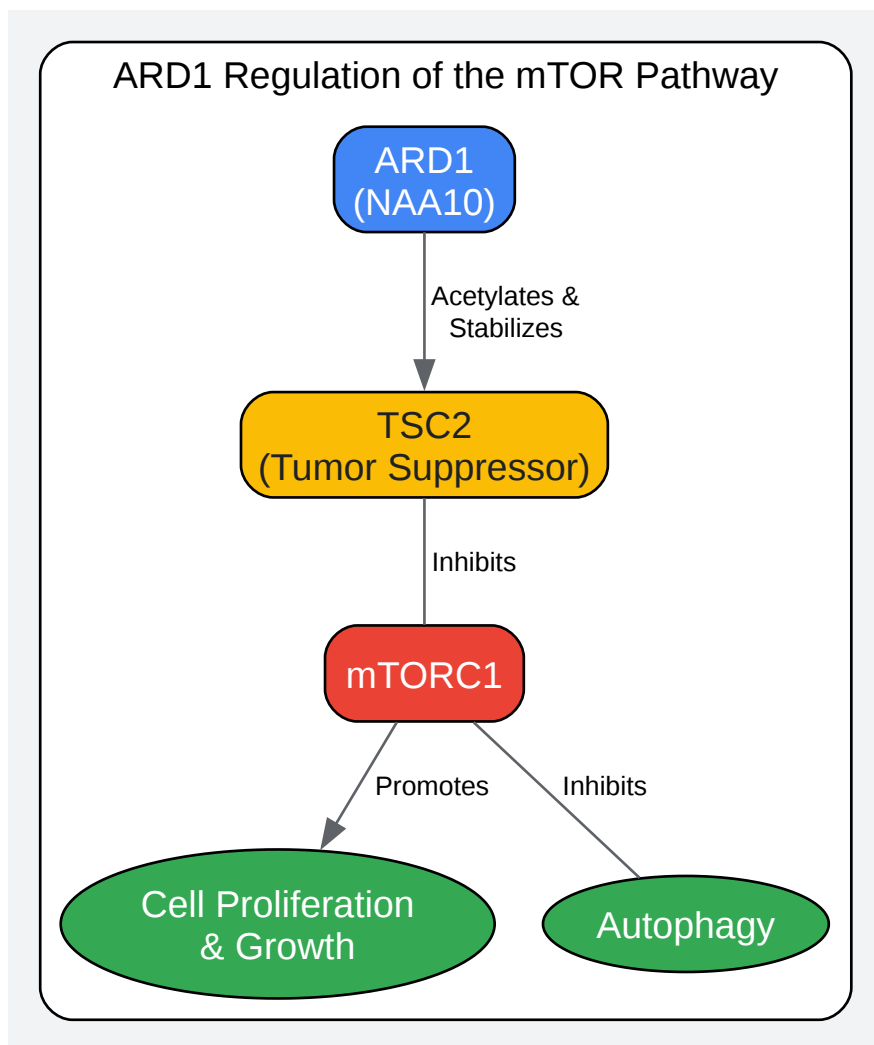 ARD1 Regulation of the mTOR Pathway
ARD1
(NAA10)
Acetylates &
Stabilizes
TSC2
(Tumor Suppressor)
Inhibits
mTORC1
Promotes
Inhibits
Cell Proliferation
& Growth
Autophagy